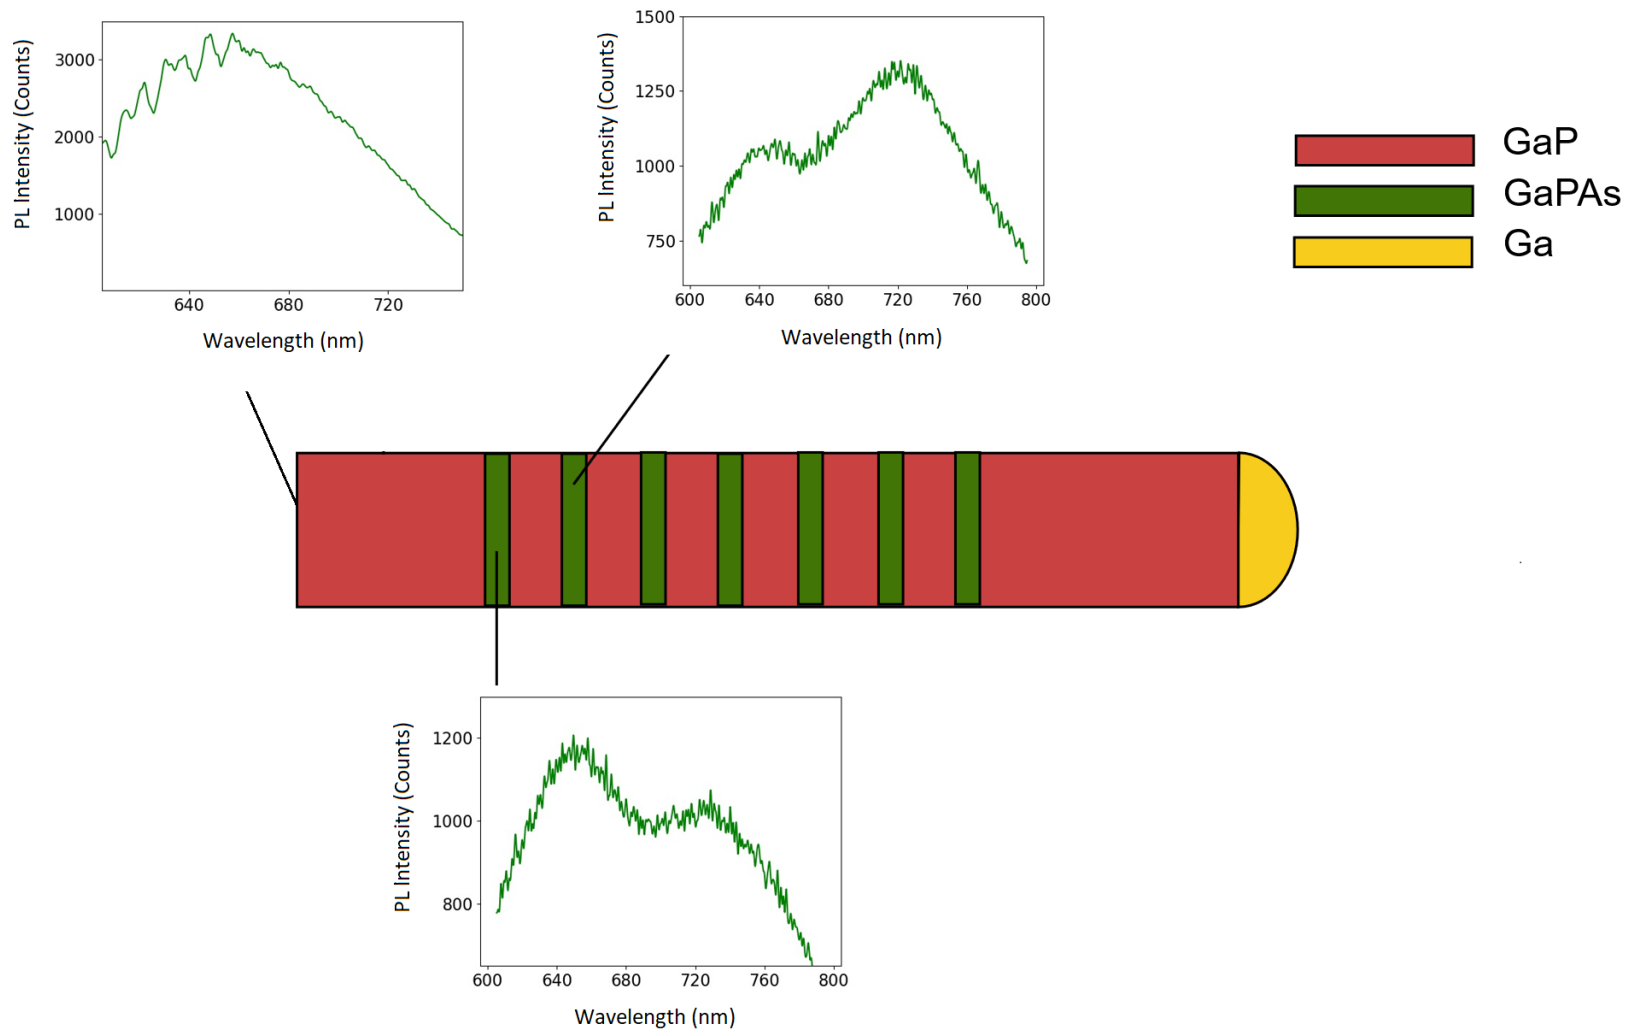 PL Intensity (Counts)
3000
2000
1000
640 680 720
Wavelength (nm)
PL Intensity (Counts)
1500
1250
1000
750
600 640 680 720 760 800
Wavelength (nm)
GaP
GaPAs
Ga
PL Intensity (Counts)
1200
1000
800
600 640 680 720 760 800
Wavelength (nm)